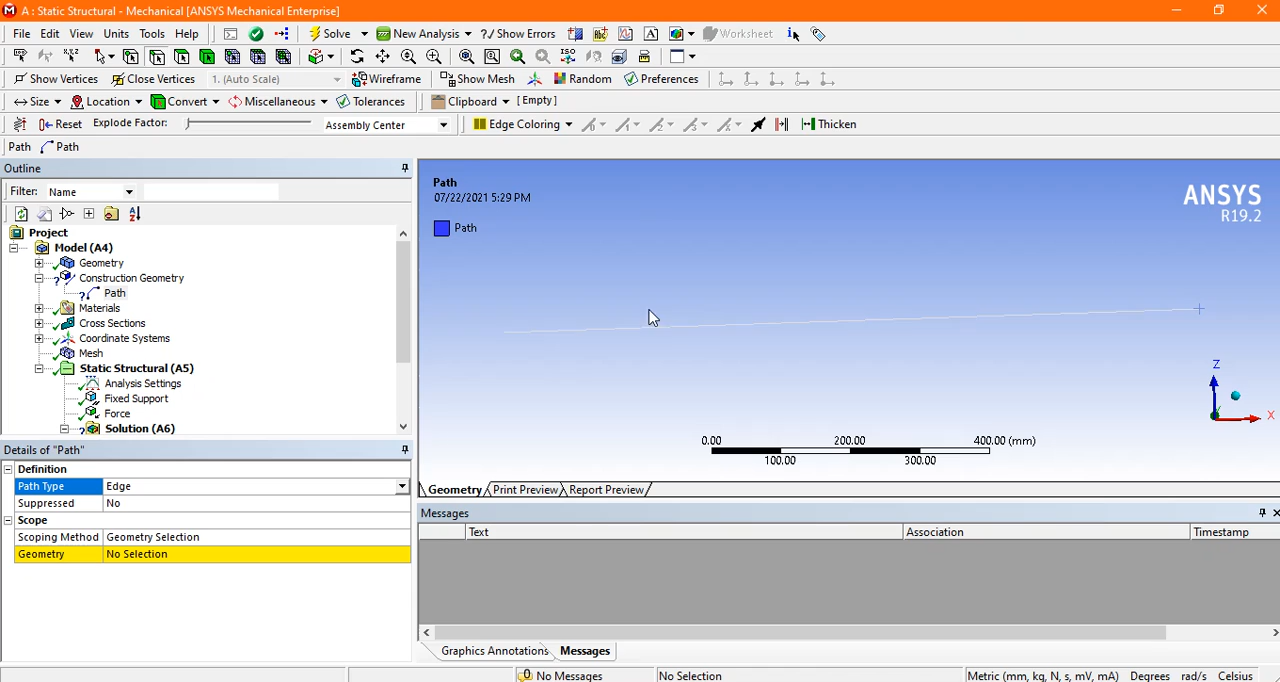 A : Static Structural - Mechanical [ANSYS Mechanical Enterprise]
File Edit View Units Tools Help Solve New Analysis ?/ Show Errors Worksheet
Show Vertices Close Vertices 1. (Auto Scale) Wireframe Show Mesh Random Preferences
Size Location Convert Miscellaneous Tolerances Clipboard [ Empty ]
Reset Explode Factor: Assembly Center Edge Coloring Thicken
Path Path
Outline
Filter: Name
Project
Model (A4)
Geometry
Construction Geometry
Path
Materials
Cross Sections
Coordinate Systems
Mesh
Static Structural (A5)
Analysis Settings
Fixed Support
Force
Solution (A6)
Details of "Path"
Definition
Path Type Edge
Suppressed No
Scope
Scoping Method Geometry Selection
Geometry No Selection
Path
07/22/2021 5:29 PM
Path
ANSYS
R19.2
Z
X
0.00 200.00 400.00 (mm)
100.00 300.00
Geometry Print Preview Report Preview
Messages
Text Association Timestamp
Graphics Annotations Messages
0 No Messages No Selection Metric (mm, kg, N, s, mV, mA) Degrees rad/s Celsius